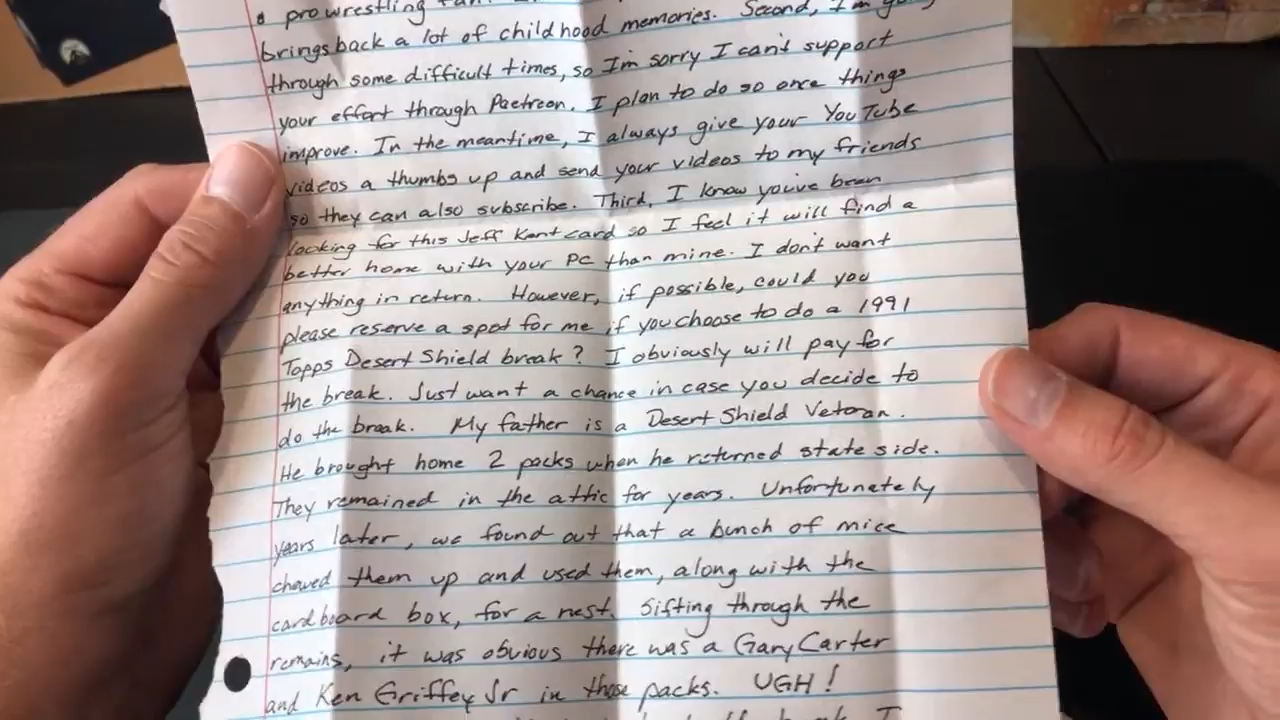 a pro wrestling fan.
brings back a lot of childhood memories. Second, I'm going
through some difficult times, so I'm sorry I can't support
your effort through Paetreon. I plan to do so once things
improve. In the meantime, I always give your YouTube
videos a thumbs up and send your videos to my friends
so they can also subscribe. Third, I know you've been
looking for this Jeff Kent card so I feel it will find a
better home with your PC than mine. I don't want
anything in return. However, if possible, could you
please reserve a spot for me if you choose to do a 1991
Topps Desert Shield break? I obviously will pay for
the break. Just want a chance in case you decide to
do the break. My father is a Desert Shield Veteran.
He brought home 2 packs when he returned state side.
They remained in the attic for years. Unfortunately
years later, we found out that a bunch of mice
chewed them up and used them, along with the
cardboard box, for a nest. Sifting through the
remains, it was obvious there was a Gary Carter
and Ken Griffey Jr in those packs. UGH!